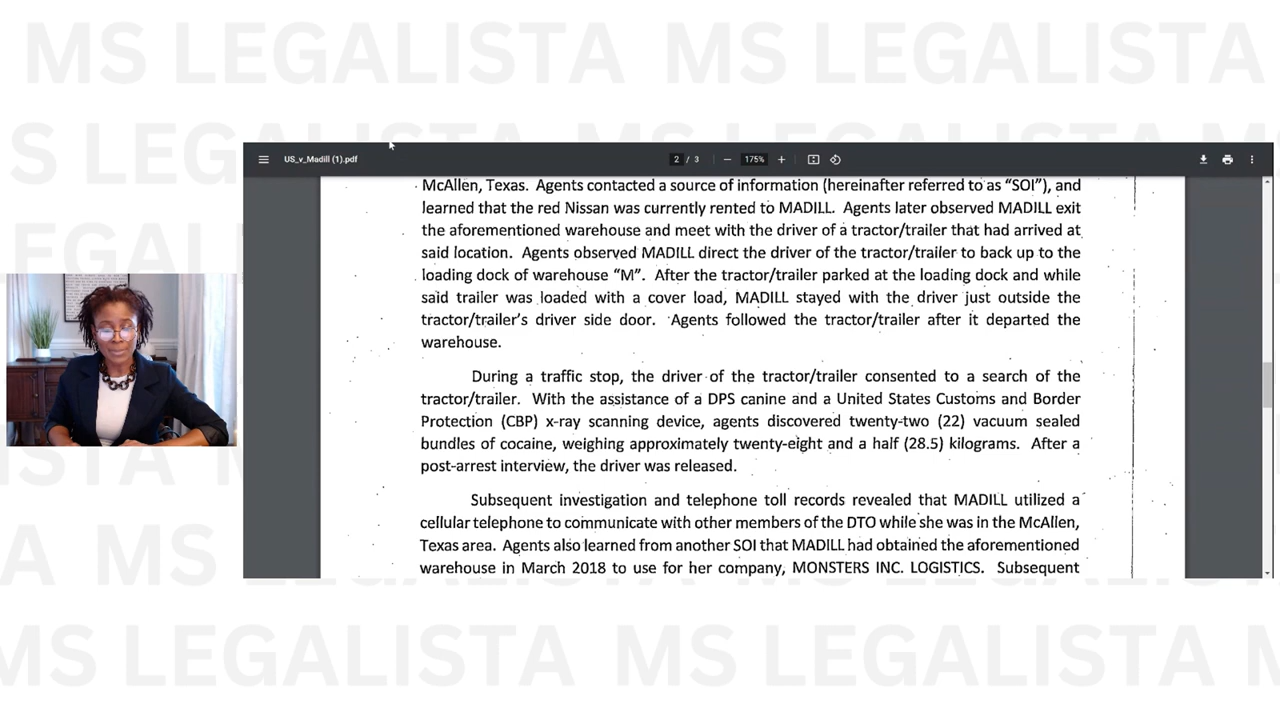 MS LEGALISTA MS LEGALISTA
S LEG
US_v_Madill (1).pdf
2 / 3
175%
McAllen, Texas. Agents contacted a source of information (hereinafter referred to as “SOI”), and
learned that the red Nissan was currently rented to MADILL. Agents later observed MADILL exit
the aforementioned warehouse and meet with the driver of a tractor/trailer that had arrived at
said location. Agents observed MADILL direct the driver of the tractor/trailer to back up to the
loading dock of warehouse “M”. After the tractor/trailer parked at the loading dock and while
said trailer was loaded with a cover load, MADILL stayed with the driver just outside the
tractor/trailer’s driver side door. Agents followed the tractor/trailer after it departed the
warehouse.
During a traffic stop, the driver of the tractor/trailer consented to a search of the
tractor/trailer. With the assistance of a DPS canine and a United States Customs and Border
Protection (CBP) x-ray scanning device, agents discovered twenty-two (22) vacuum sealed
bundles of cocaine, weighing approximately twenty-eight and a half (28.5) kilograms. After a
post-arrest interview, the driver was released.
Subsequent investigation and telephone toll records revealed that MADILL utilized a
cellular telephone to communicate with other members of the DTO while she was in the McAllen,
Texas area. Agents also learned from another SOI that MADILL had obtained the aforementioned
warehouse in March 2018 to use for her company, MONSTERS INC. LOGISTICS. Subsequent
MS LEGALISTA MS LEGALISTA M